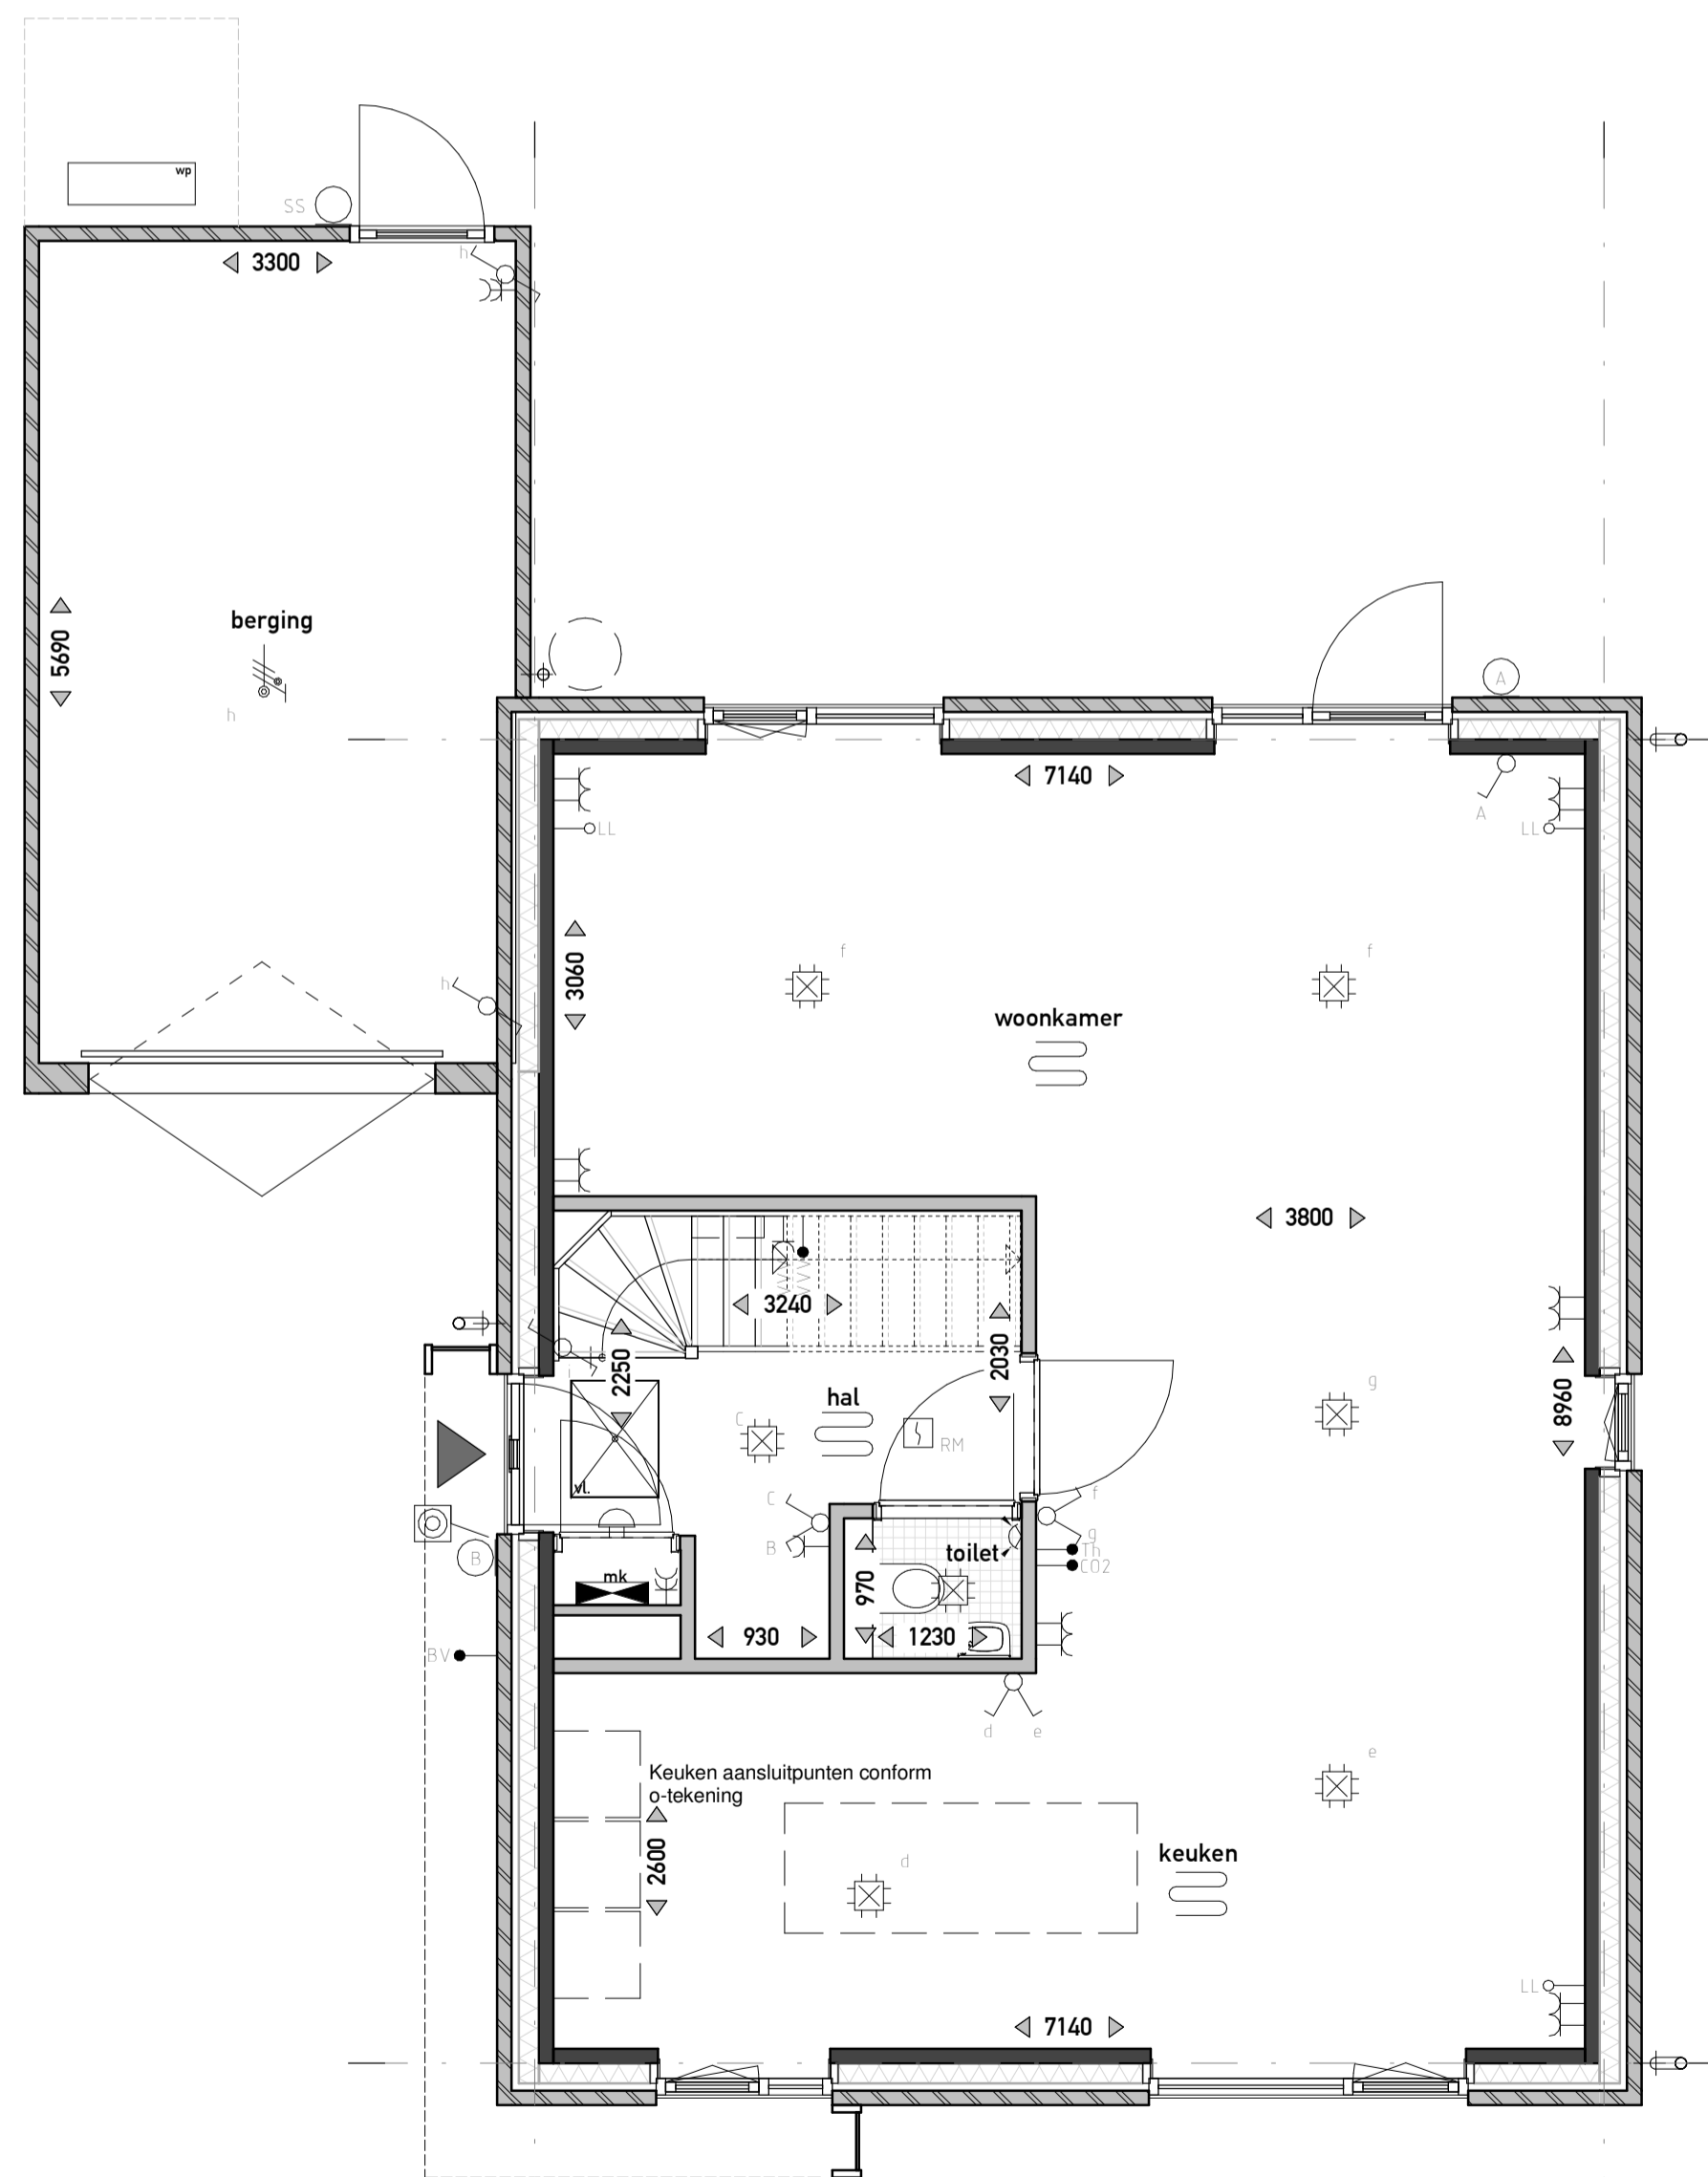 wp
SS
3300
h
berging
5690
h
A
7140
A
LL
LL
3060
f
f
woonkamer
h
3800
3240
2030
2250
hal
C
RM
g
8960
vl.
C
B
f
g
Th
CO2
toilet
970
B
mk
930
1230
BV
d
e
Keuken aansluitpunten conform
o-tekening
e
2600
keuken
d
LL
7140